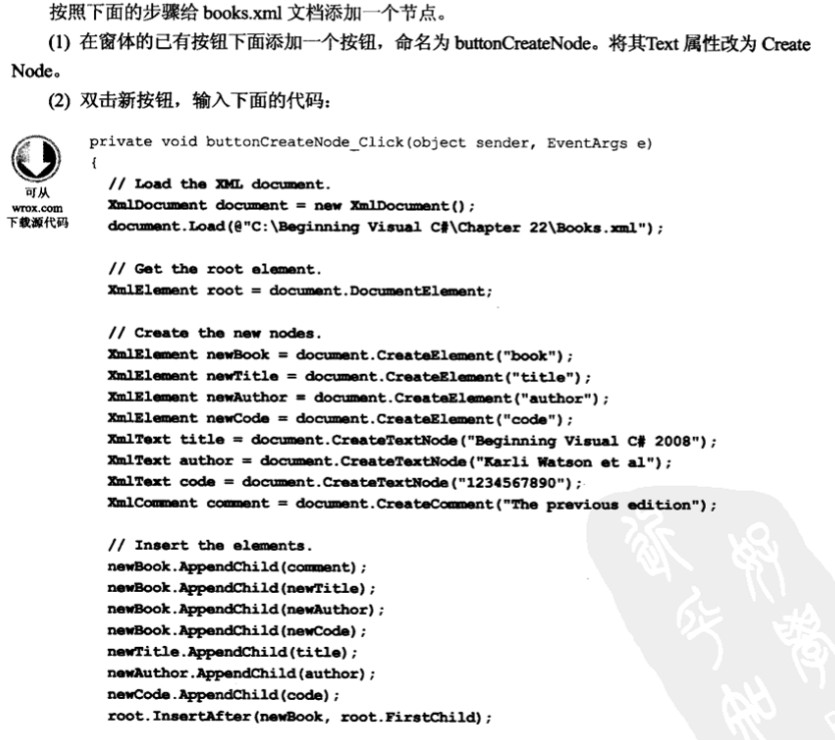 按照下面的步骤给 books.xml 文档添加一个节点。
(1) 在窗体的已有按钮下面添加一个按钮，命名为 buttonCreateNode。将其Text 属性改为 Create
Node。
(2) 双击新按钮，输入下面的代码：
private void buttonCreateNode_Click(object sender, EventArgs e)
{
// Load the XML document.
XmlDocument document = new XmlDocument();
document.Load(@"C:\Beginning Visual C#\Chapter 22\Books.xml");
可从
wrox.com
下载源代码
// Get the root element.
XmlElement root = document.DocumentElement;
// Create the new nodes.
XmlElement newBook = document.CreateElement("book");
XmlElement newTitle = document.CreateElement("title");
XmlElement newAuthor = document.CreateElement("author");
XmlElement newCode = document.CreateElement("code");
XmlText title = document.CreateTextNode("Beginning Visual C# 2008");
XmlText author = document.CreateTextNode("Karli Watson et al");
XmlText code = document.CreateTextNode("1234567890");
XmlComment comment = document.CreateComment("The previous edition");
// Insert the elements.
newBook.AppendChild(comment);
newBook.AppendChild(newTitle);
newBook.AppendChild(newAuthor);
newBook.AppendChild(newCode);
newTitle.AppendChild(title);
newAuthor.AppendChild(author);
newCode.AppendChild(code);
root.InsertAfter(newBook, root.FirstChild);